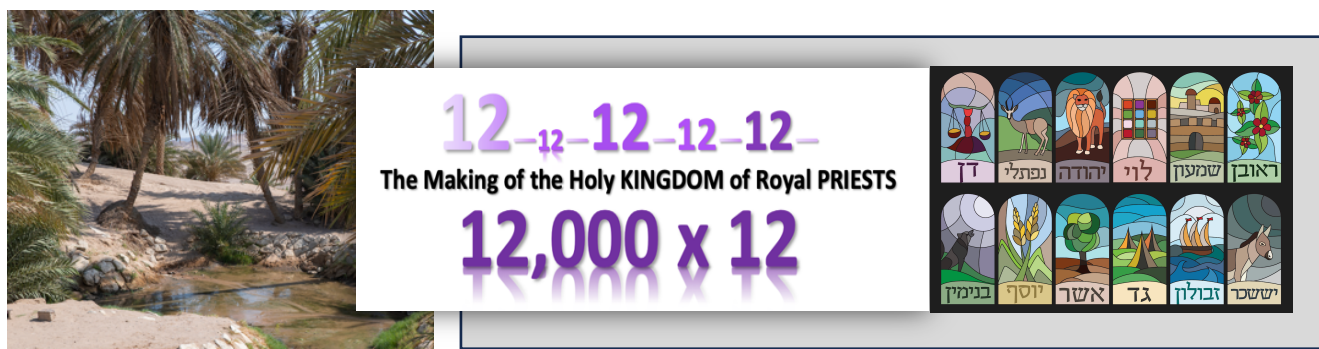 12–12–12–12–12–
The Making of the Holy KINGDOM of Royal PRIESTS
12,000 x 12
ראובן שמעון לוי יהודה נפתלי דן
יששכר זבולון גד אשר יוסף בנימין